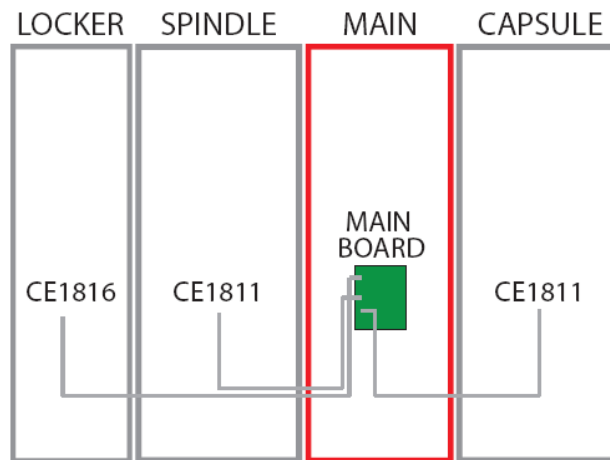 LOCKER SPINDLE MAIN CAPSULE
MAIN
BOARD
CE1816 CE1811 CE1811